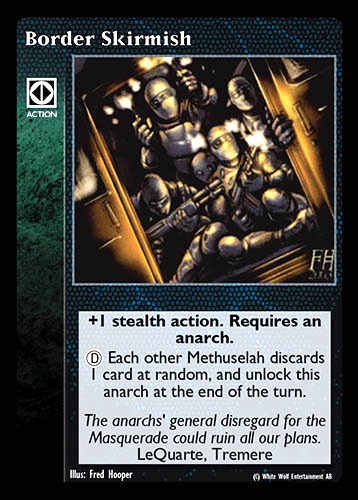 Border Skirmish
ACTION
FH
+1 stealth action. Requires an
anarch.
Ⓓ Each other Methuselah discards
1 card at random, and unlock this
anarch at the end of the turn.
The anarchs' general disregard for the
Masquerade could ruin all our plans.
LeQuarte, Tremere
Illus: Fred Hooper
(C) White Wolf Entertainment AB